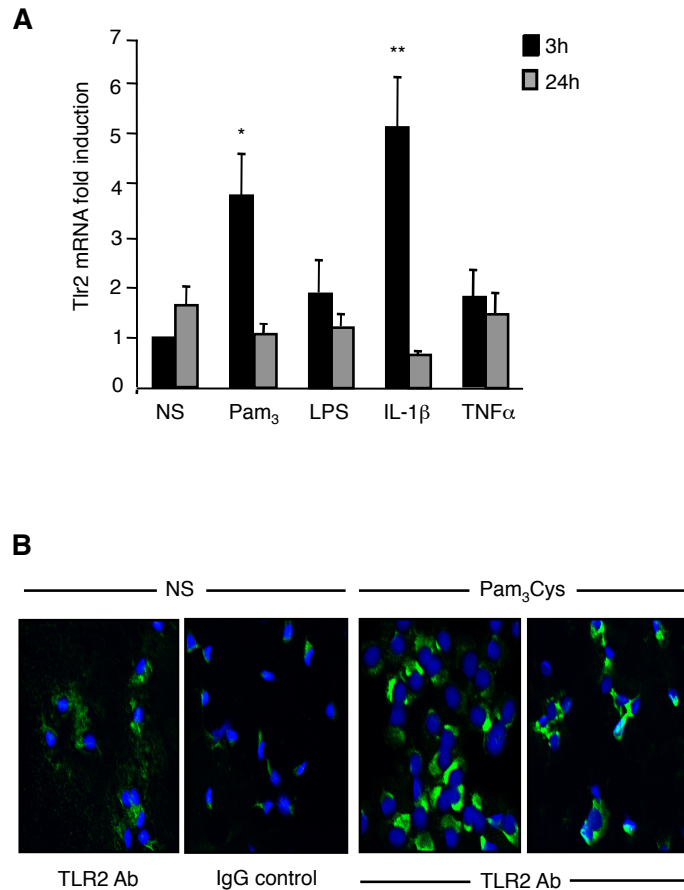 A
7
6
5
4
3
2
1
0
Tlr2 mRNA fold induction
*
**
3h
24h
NS Pam₃ LPS IL-1β TNFα
B
NS Pam₃Cys
TLR2 Ab IgG control TLR2 Ab